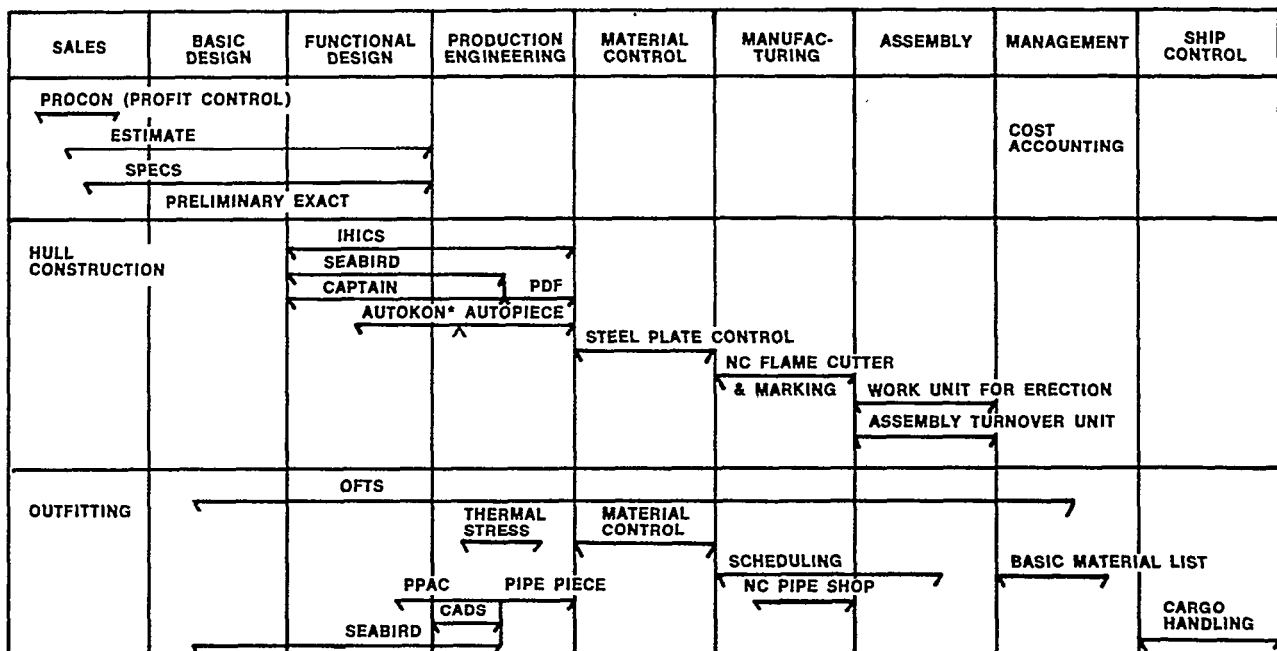 SALES
BASIC
DESIGN
FUNCTIONAL
DESIGN
PRODUCTION
ENGINEERING
MATERIAL
CONTROL
MANUFAC-
TURING
ASSEMBLY
MANAGEMENT
SHIP
CONTROL
PROCON (PROFIT CONTROL)
ESTIMATE
SPECS
PRELIMINARY EXACT
COST
ACCOUNTING
HULL
CONSTRUCTION
IHICS
SEABIRD
CAPTAIN
PDF
AUTOKON* AUTOPIECE
STEEL PLATE CONTROL
NC FLAME CUTTER
& MARKING
WORK UNIT FOR ERECTION
ASSEMBLY TURNOVER UNIT
OUTFITTING
OFTS
THERMAL
STRESS
MATERIAL
CONTROL
SCHEDULING
BASIC MATERIAL LIST
PPAC
PIPE PIECE
NC PIPE SHOP
CADS
SEABIRD
CARGO
HANDLING